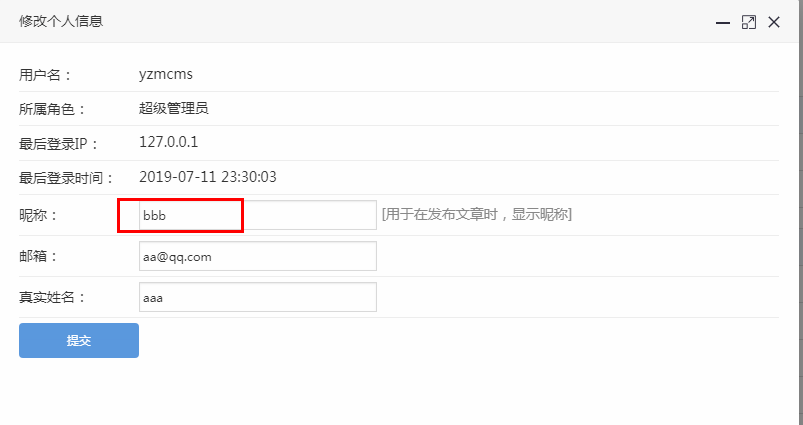 修改个人信息
用户名： yzmcms
所属角色： 超级管理员
最后登录IP： 127.0.0.1
最后登录时间： 2019-07-11 23:30:03
昵称： bbb [用于在发布文章时，显示昵称]
邮箱： aa@qq.com
真实姓名： aaa
提交